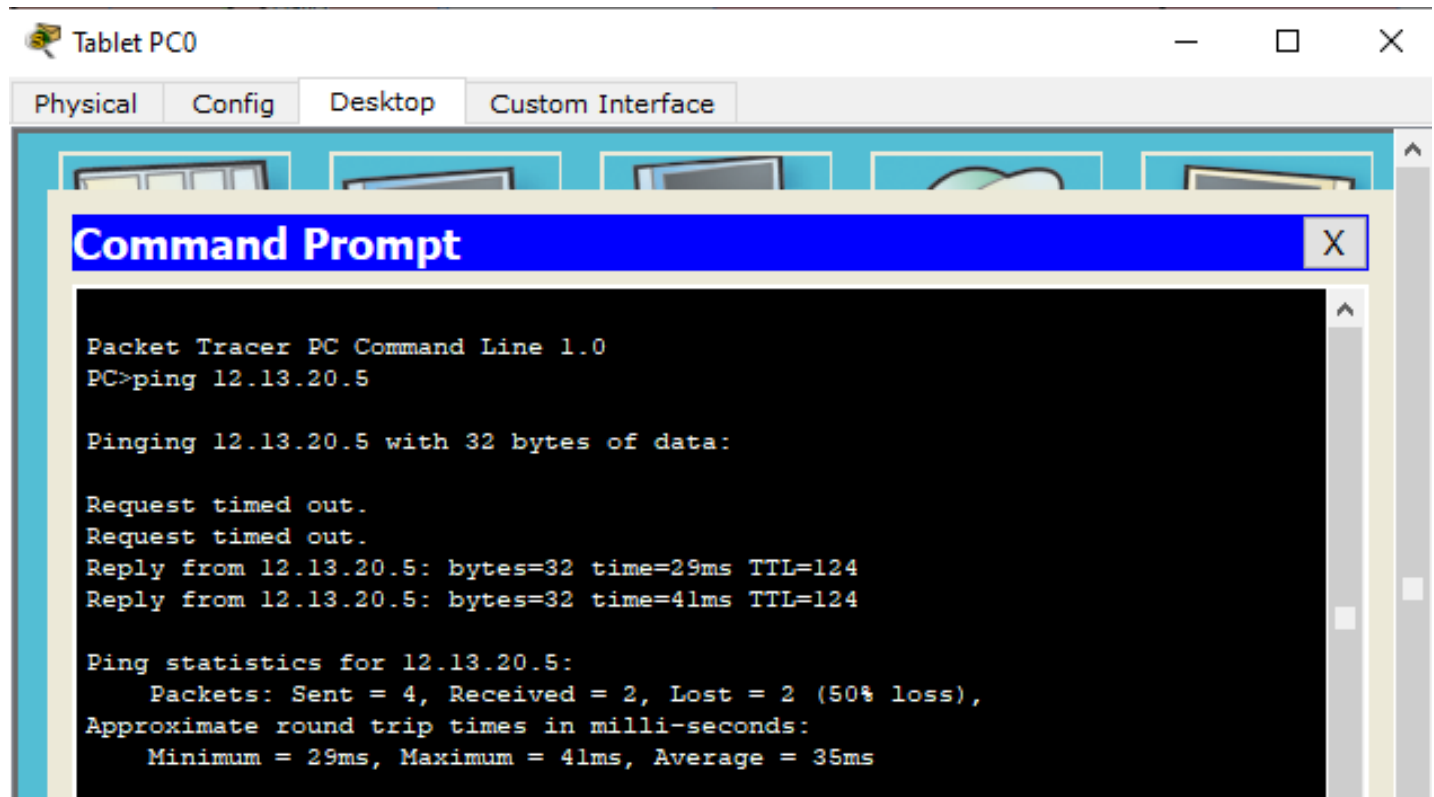 Tablet PC0
Physical Config Desktop Custom Interface
Command Prompt X
Packet Tracer PC Command Line 1.0
PC>ping 12.13.20.5
Pinging 12.13.20.5 with 32 bytes of data:
Request timed out.
Request timed out.
Reply from 12.13.20.5: bytes=32 time=29ms TTL=124
Reply from 12.13.20.5: bytes=32 time=41ms TTL=124
Ping statistics for 12.13.20.5:
    Packets: Sent = 4, Received = 2, Lost = 2 (50% loss),
Approximate round trip times in milli-seconds:
    Minimum = 29ms, Maximum = 41ms, Average = 35ms